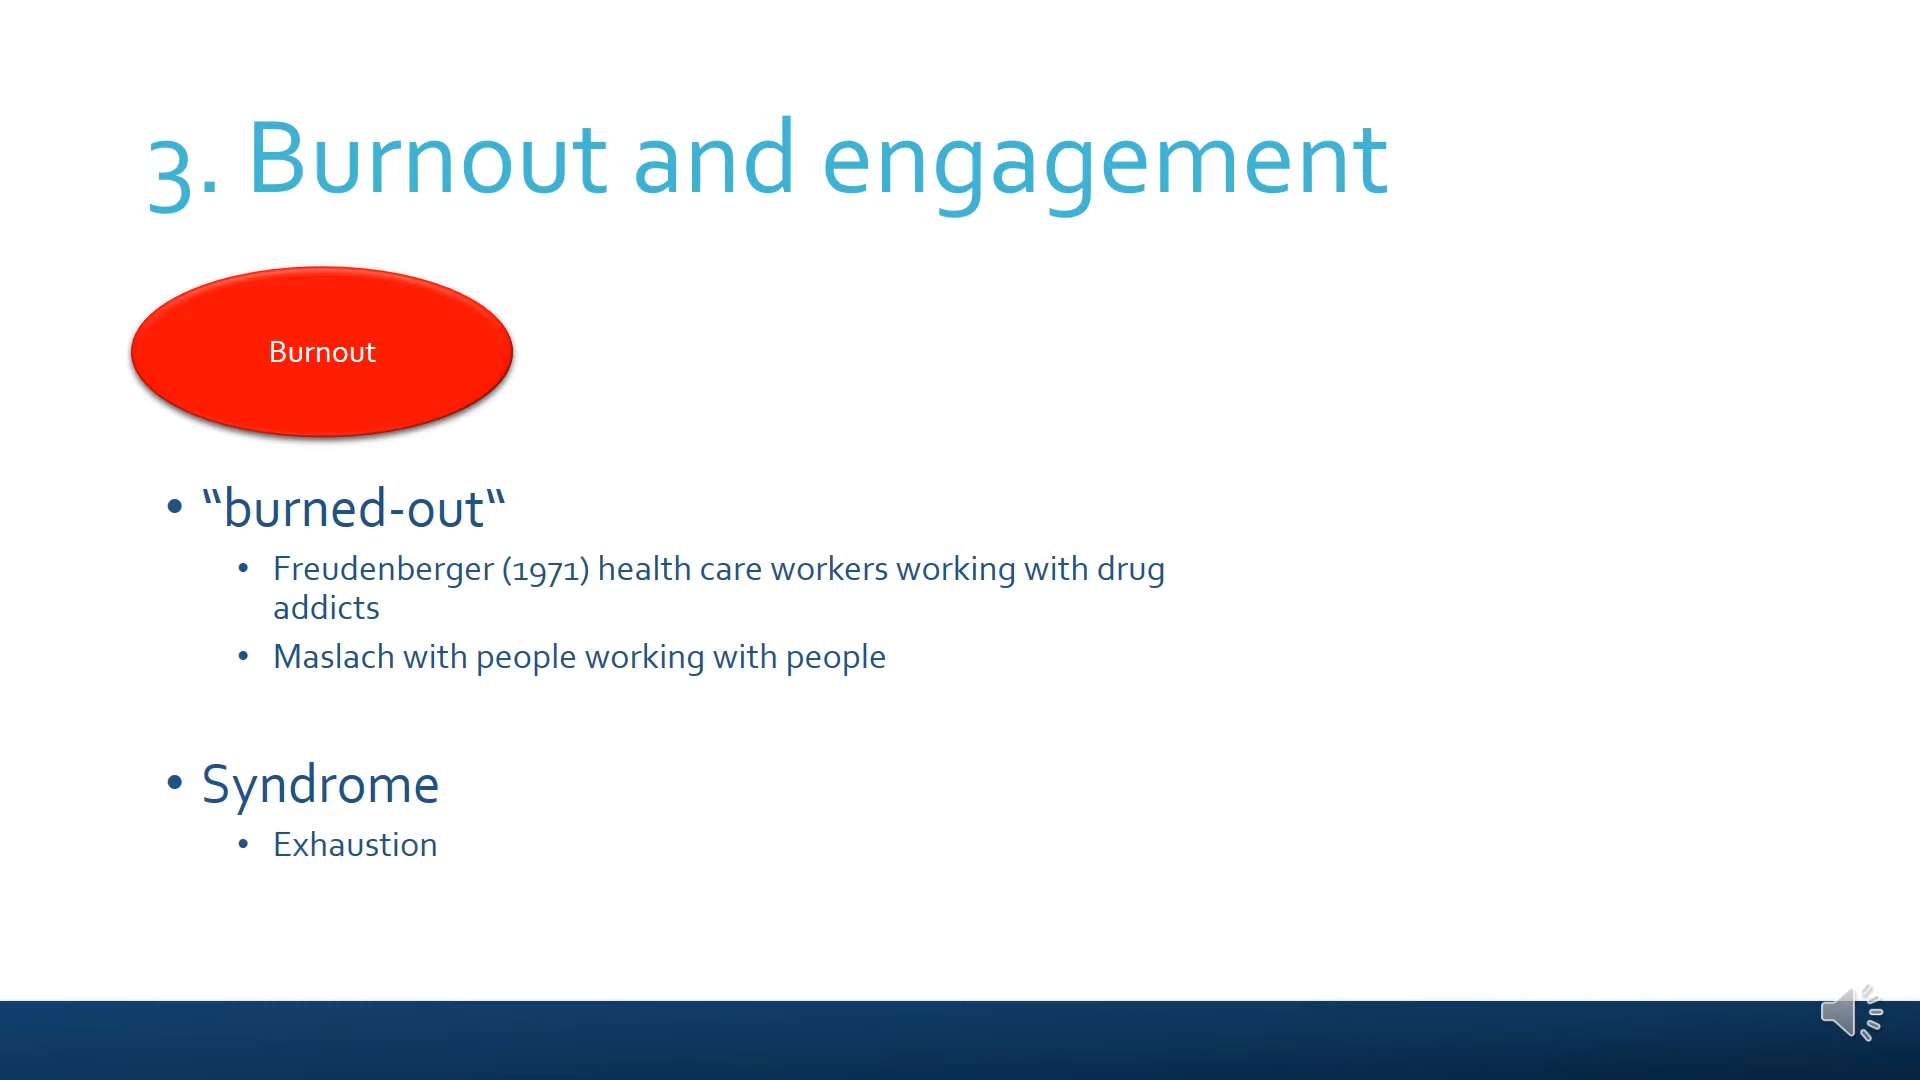 3. Burnout and engagement
Burnout
• “burned-out“
• Freudenberger (1971) health care workers working with drug
addicts
• Maslach with people working with people
• Syndrome
• Exhaustion